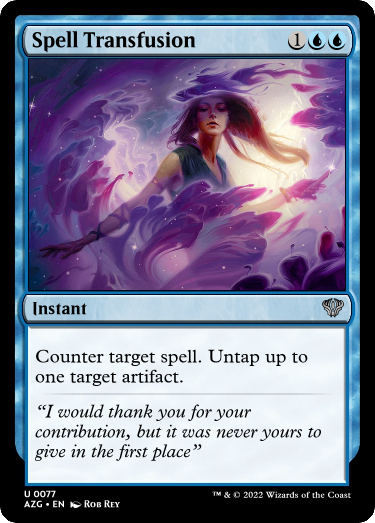 Spell Transfusion 1
Instant
Counter target spell. Untap up to
one target artifact.
“I would thank you for your
contribution, but it was never yours to
give in the first place”
U 0077
AZG • EN Rob Rey
™ & © 2022 Wizards of the Coast